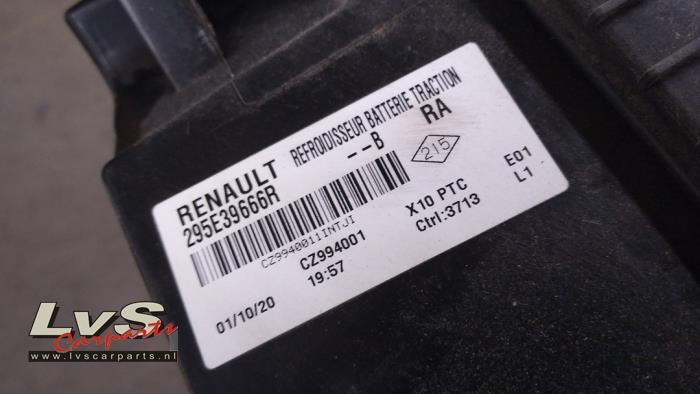 RENAULT REFROIDISSEUR BATTERIE TRACTION
295E39666R --B RA
215
CZ9940011INTJI
CZ994001 X10 PTC E01
01/10/20 19:57 Ctrl:3713 L1
LvS
Carparts
www.lvscarparts.nl